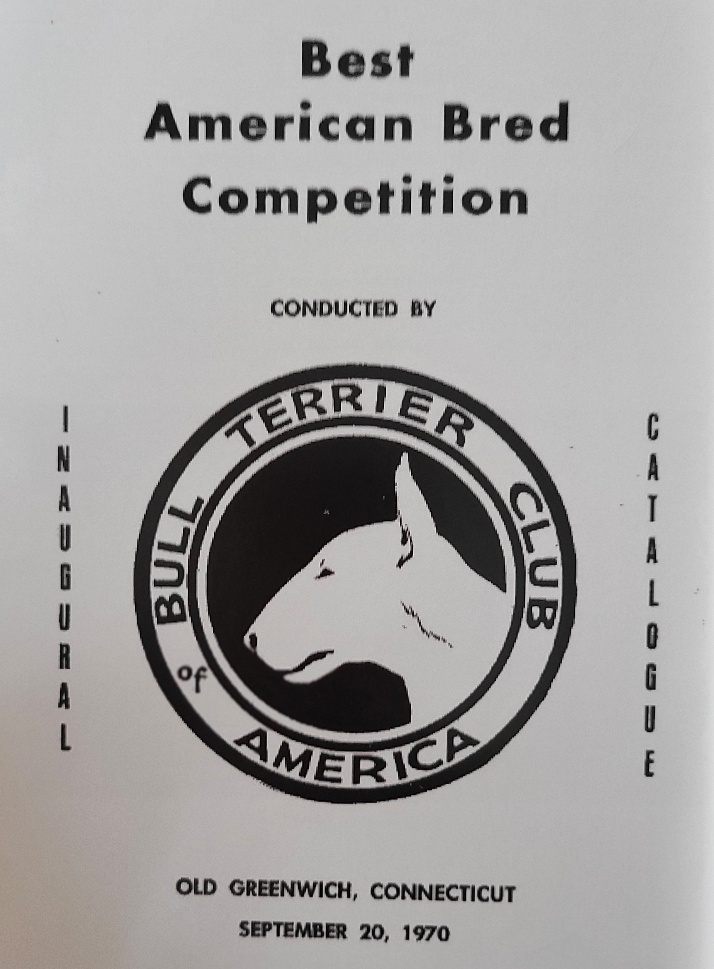 Best
American Bred
Competition
CONDUCTED BY
INAUGURAL
CATALOGUE
BULL TERRIER CLUB
of
AMERICA
OLD GREENWICH, CONNECTICUT
SEPTEMBER 20, 1970